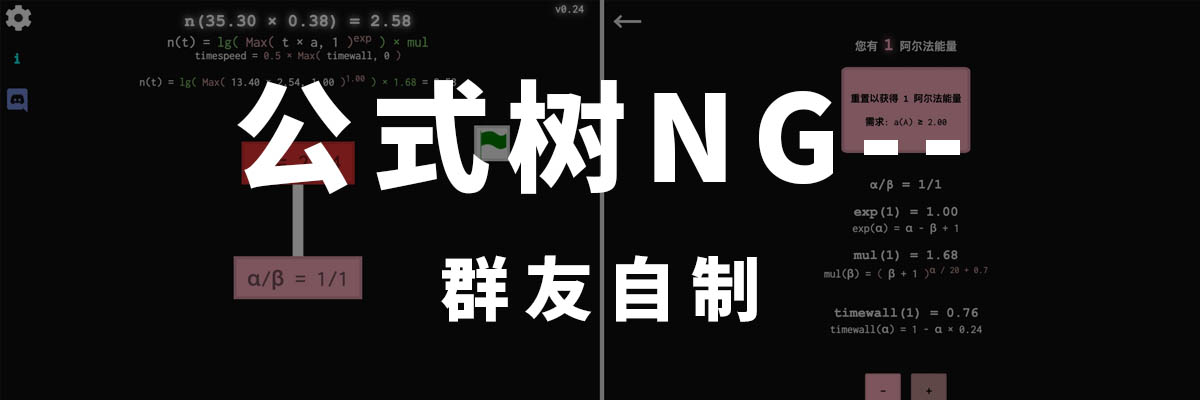 v0.24
n(35.30 × 0.38) = 2.58
n(t) = lg( Max( t × a, 1 )^exp ) × mul
timespeed = 0.5 × Max( timewall, 0 )
n(t) = lg( Max( 13.40 × 2.54, 1.00 )^1.00 ) × 1.68 =
i
α/β = 1/1
您有 1 阿尔法能量
重置以获得 1 阿尔法能量
需求: a(A) ≥ 2.00
α/β = 1/1
exp(1) = 1.00
exp(α) = α - β + 1
mul(1) = 1.68
mul(β) = ( β + 1 )^α / 20 + 0.7
timewall(1) = 0.76
timewall(α) = 1 - α × 0.24
- +
公式树NG--
群友自制